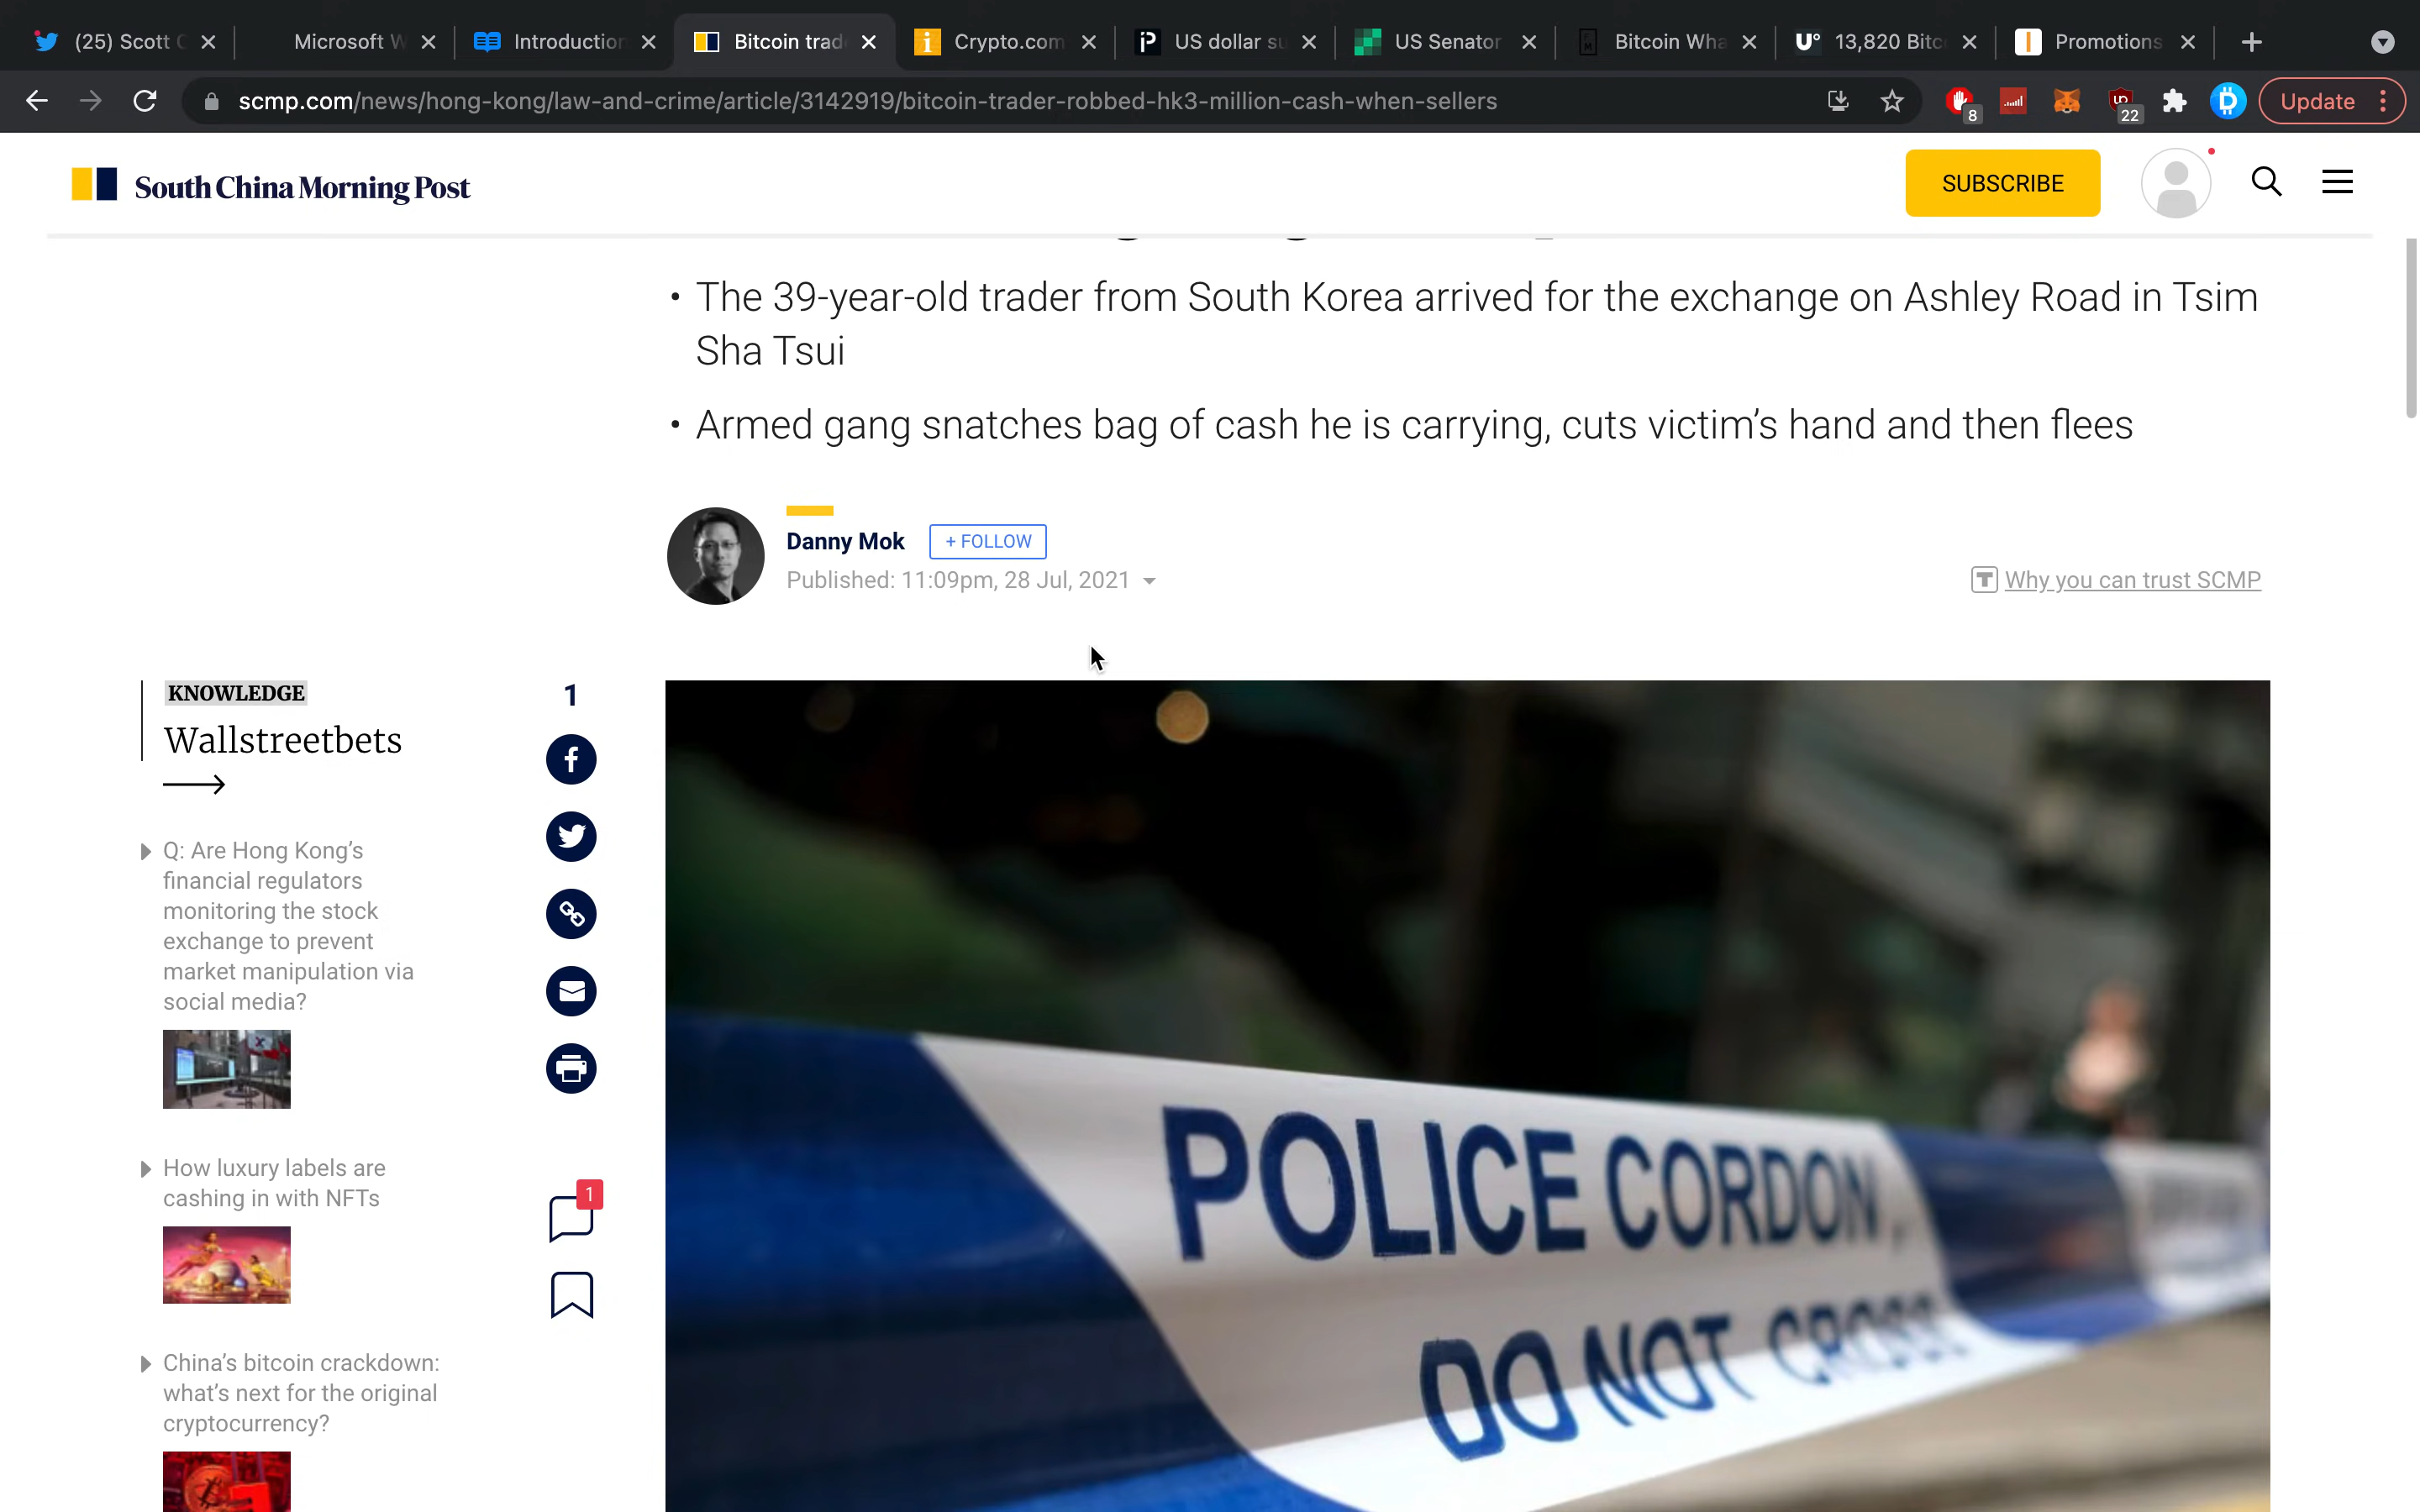 (25) Scott
Microsoft
Introduction
Bitcoin trad
Crypto.com
US dollar su
US Senator
Bitcoin Wha
13,820 Bitc
Promotions
scmp.com/news/hong-kong/law-and-crime/article/3142919/bitcoin-trader-robbed-hk3-million-cash-when-sellers
8
22
Update
South China Morning Post
SUBSCRIBE
• The 39-year-old trader from South Korea arrived for the exchange on Ashley Road in Tsim
Sha Tsui
• Armed gang snatches bag of cash he is carrying, cuts victim’s hand and then flees
Danny Mok
+ FOLLOW
Published: 11:09pm, 28 Jul, 2021
T Why you can trust SCMP
KNOWLEDGE
Wallstreetbets
Q: Are Hong Kong’s
financial regulators
monitoring the stock
exchange to prevent
market manipulation via
social media?
How luxury labels are
cashing in with NFTs
China’s bitcoin crackdown:
what’s next for the original
cryptocurrency?
1
1
POLICE CORDON,
DO NOT CROSS